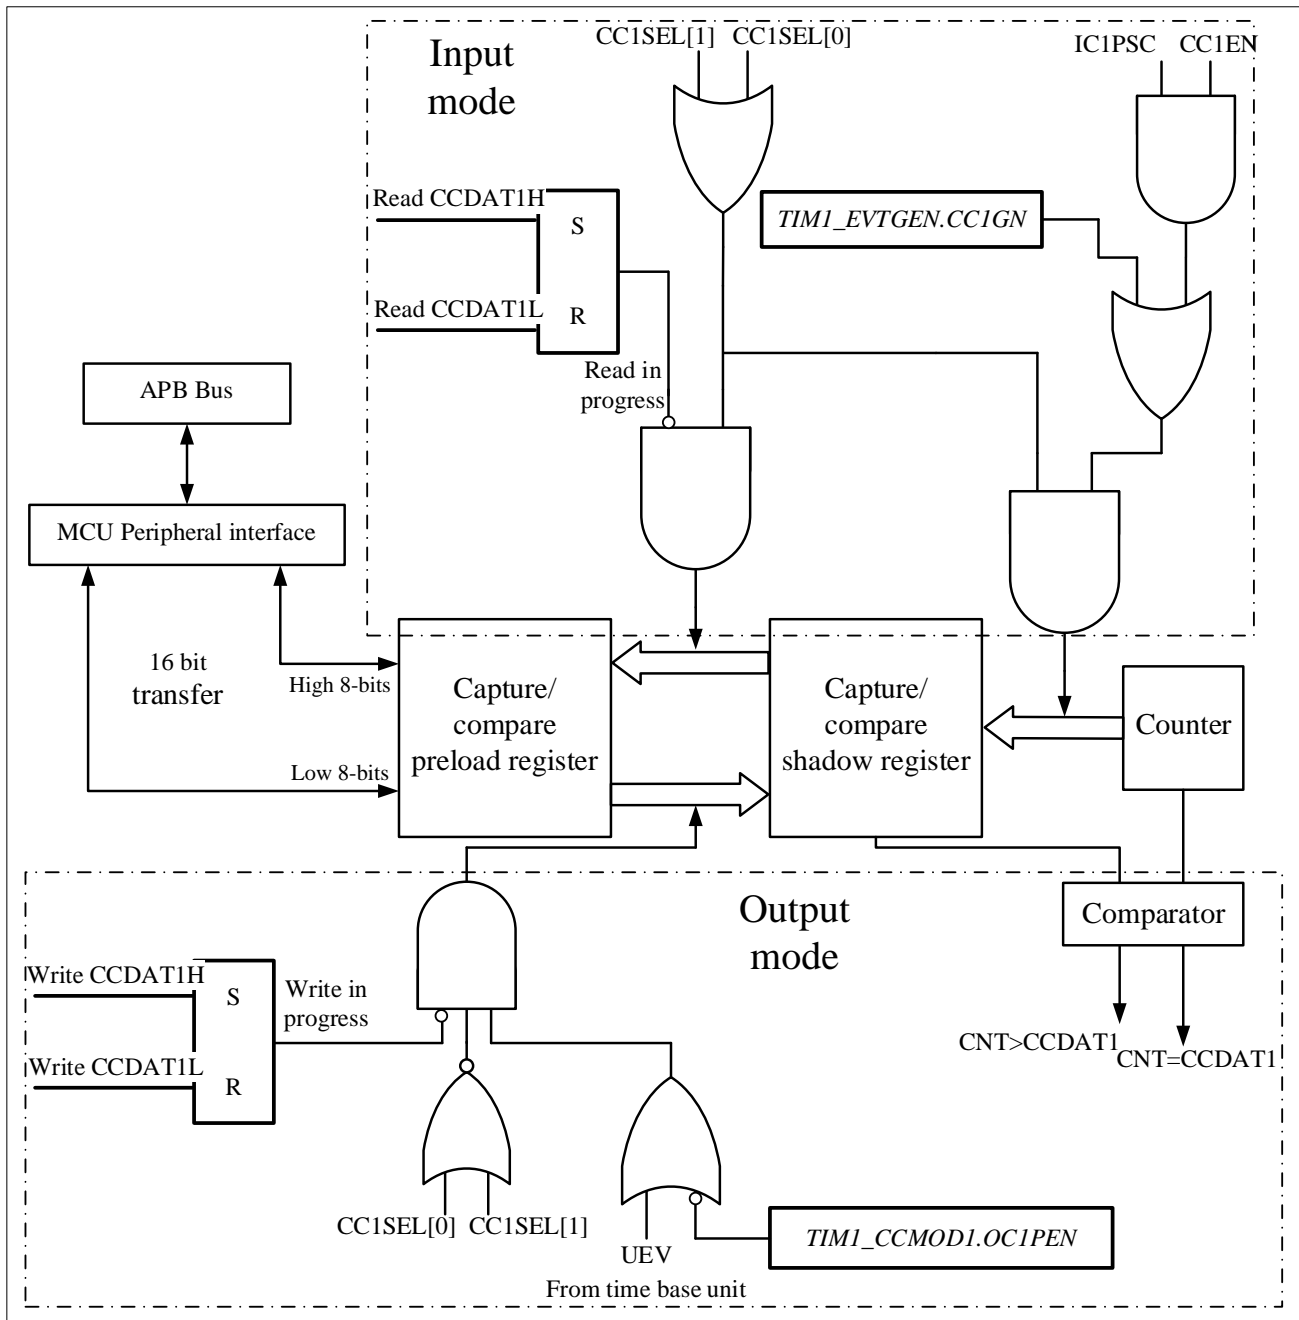 Input
mode
CC1SEL[1]
CC1SEL[0]
IC1PSC
CC1EN
Read CCDAT1H
S
TIM1_EVTGEN.CC1GN
Read CCDAT1L
R
Read in
progress
APB Bus
MCU Peripheral interface
16 bit
transfer
High 8-bits
Low 8-bits
Capture/
compare
preload register
Capture/
compare
shadow register
Counter
Output
mode
Comparator
Write CCDAT1H
S
Write in
progress
Write CCDAT1L
R
CNT>CCDAT1
CNT=CCDAT1
CC1SEL[0]
CC1SEL[1]
UEV
TIM1_CCMOD1.OC1PEN
From time base unit